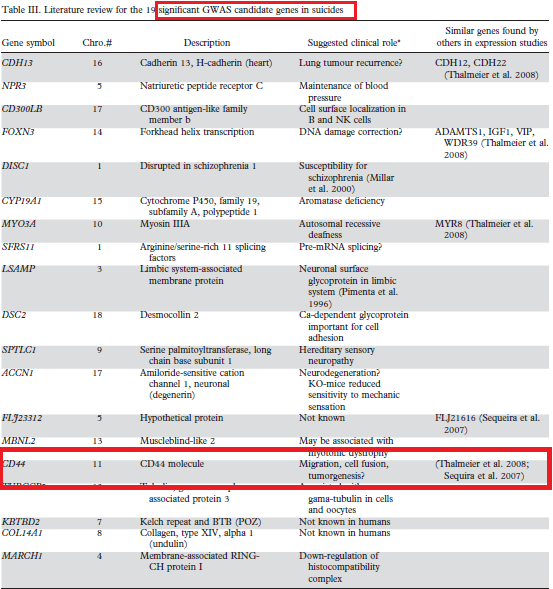 Table III. Literature review for the 19 significant GWAS candidate genes in suicides
Gene symbol Chro.# Description Suggested clinical role* Similar genes found by others in expression studies
CDH13 16 Cadherin 13, H-cadherin (heart) Lung tumour recurrence? CDH12, CDH22
(Thalmeier et al. 2008)
NPR3 5 Natriuretic peptide receptor C Maintenance of blood
pressure
CD300LB 17 CD300 antigen-like family Cell surface localization in
member b B and NK cells
FOXN3 14 Forkhead helix transcription DNA damage correction? ADAMTS1, IGF1, VIP,
WDR39 (Thalmeier et al.
2008)
DISC1 1 Disrupted in schizophrenia 1 Susceptibility for
schizophrenia (Millar
et al. 2000)
CYP19A1 15 Cytochrome P450, family 19, Aromatase deficiency
subfamily A, polypeptide 1
MYO3A 10 Myosin IIIA Autosomal recessive MYR8 (Thalmeier et al.
deafness 2008)
SFRS11 1 Arginine/serine-rich 11 splicing Pre-mRNA splicing?
factors
LSAMP 3 Limbic system-associated Neuronal surface
membrane protein glycoprotein in limbic
system (Pimenta et al.
1996)
DSC2 18 Desmocollin 2 Ca-dependent glycoprotein
important for cell
adhesion
SPTLC1 9 Serine palmitoyltransferase, long Hereditary sensory
chain base subunit 1 neuropathy
ACCN1 17 Amiloride-sensitive cation Neurodegeneration?
channel 1, neuronal KO-mice reduced
(degenerin) sensitivity to mechanic
sensation
FLJ23312 5 Hypothetical protein Not known FLJ21616 (Sequeira et al.
2007)
MBNL2 13 Muscleblind-like 2 May be associated with
myotonic dystrophy
CD44 11 CD44 molecule Migration, cell fusion, (Thalmeier et al. 2008;
tumorgenesis? Sequira et al. 2007)
associated protein 3 gama-tubulin in cells
and oocytes
KBTBD2 7 Kelch repeat and BTB (POZ) Not known in humans
COL14A1 8 Collagen, type XIV, alpha 1 Not known in humans
(undulin)
MARCH1 4 Membrane-associated RING- Down-regulation of
CH protein I histocompatibility
complex